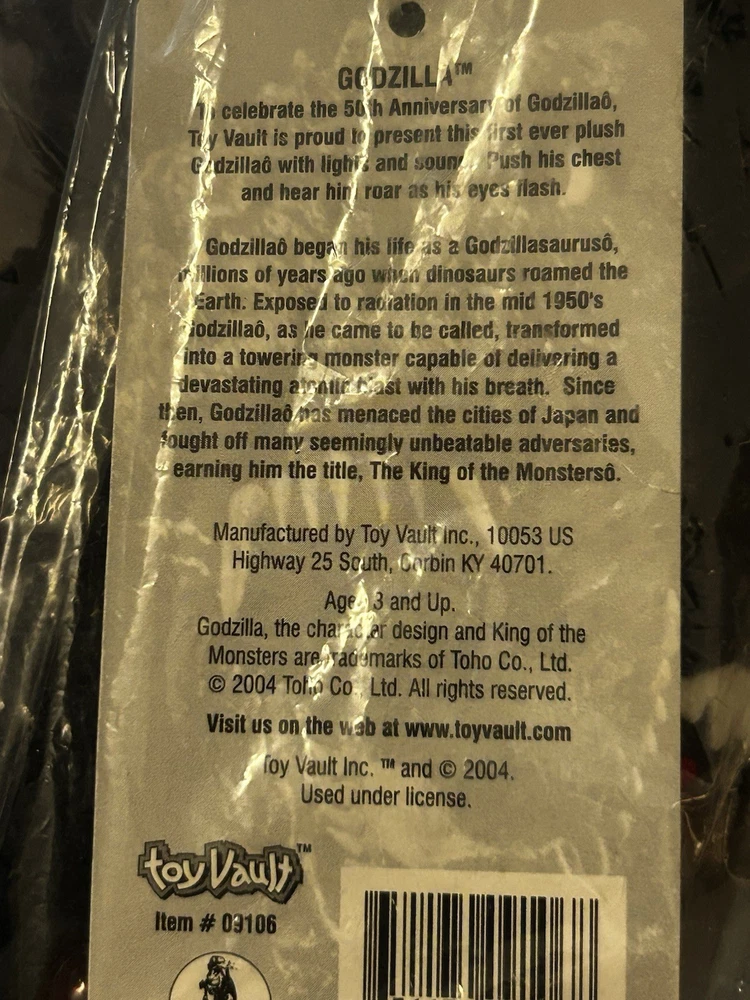 GODZILLA™
To celebrate the 50th Anniversary of Godzillaô,
Toy Vault is proud to present this first ever plush
Godzillaô with lights and sound. Push his chest
and hear him roar as his eyes flash.
Godzillaô began his life as a Godzillasaurusô,
millions of years ago when dinosaurs roamed the
Earth. Exposed to radiation in the mid 1950's
Godzillaô, as he came to be called, transformed
into a towering monster capable of delivering a
devastating atomic blast with his breath. Since
then, Godzillaô has menaced the cities of Japan and
fought off many seemingly unbeatable adversaries,
earning him the title, The King of the Monstersô.
Manufactured by Toy Vault Inc., 10053 US
Highway 25 South, Corbin KY 40701.
Ages 3 and Up.
Godzilla, the character design and King of the
Monsters are trademarks of Toho Co., Ltd.
© 2004 Toho Co., Ltd. All rights reserved.
Visit us on the web at www.toyvault.com
Toy Vault Inc. ™ and © 2004.
Used under license.
toy Vault™
Item # 09106